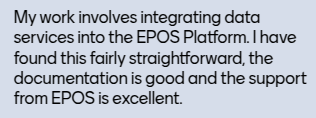 My work involves integrating data
services into the EPOS Platform. I have
found this fairly straightforward, the
documentation is good and the support
from EPOS is excellent.